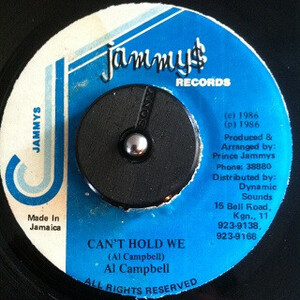 Jammy$
RECORDS
JAMMYS
(c) 1986
(p) 1986
Produced &
Arranged by:
Prince Jammys
Phone: 38880
Distributed by:
Dynamic
Sounds
15 Bell Road,
Kgn., 11
923-9138,
923-9168
Made In
Jamaica
CAN'T HOLD WE
(Al Campbell)
Al Campbell
ALL RIGHTS RESERVED